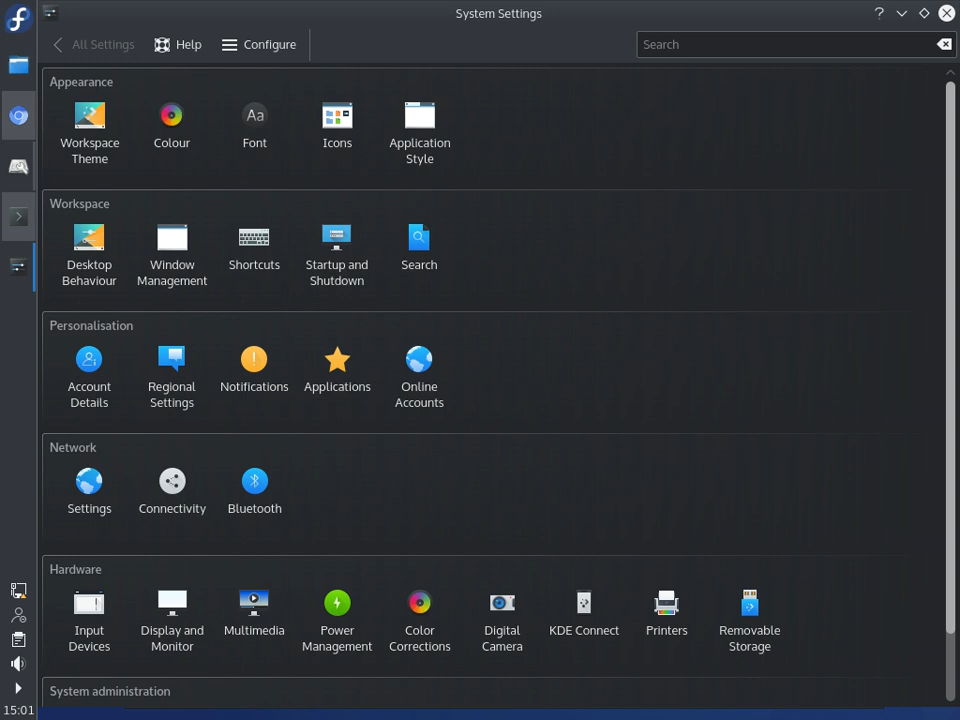 System Settings
?
All Settings
Help
Configure
Search
Appearance
Workspace
Theme
Colour
Aa
Font
Icons
Application
Style
Workspace
Desktop
Behaviour
Window
Management
Shortcuts
Startup and
Shutdown
Search
Personalisation
Account
Details
Regional
Settings
Notifications
Applications
Online
Accounts
Network
Settings
Connectivity
Bluetooth
Hardware
Input
Devices
Display and
Monitor
Multimedia
Power
Management
Color
Corrections
Digital
Camera
KDE Connect
Printers
Removable
Storage
System administration
15:01